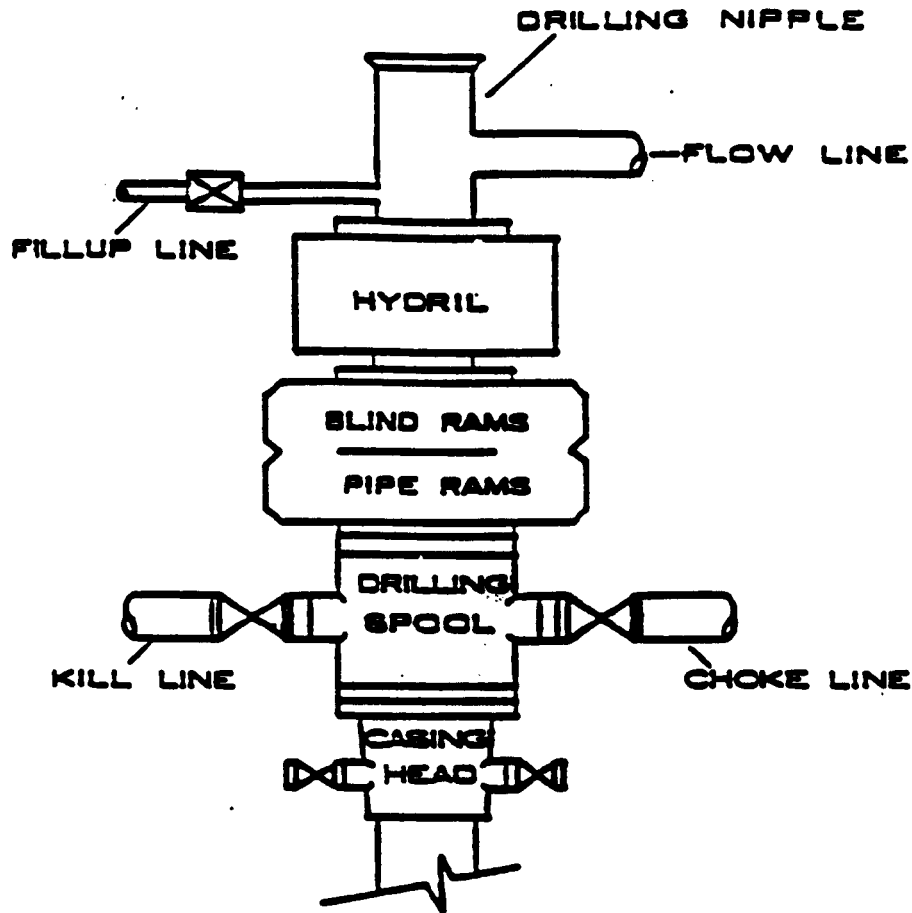 DRILLING NIPPLE
FLOW LINE
FILLUP LINE
HYDRIL
BLIND RAMS
PIPE RAMS
DRILLING
SPOOL
KILL LINE
CHOKE LINE
CASING
HEAD